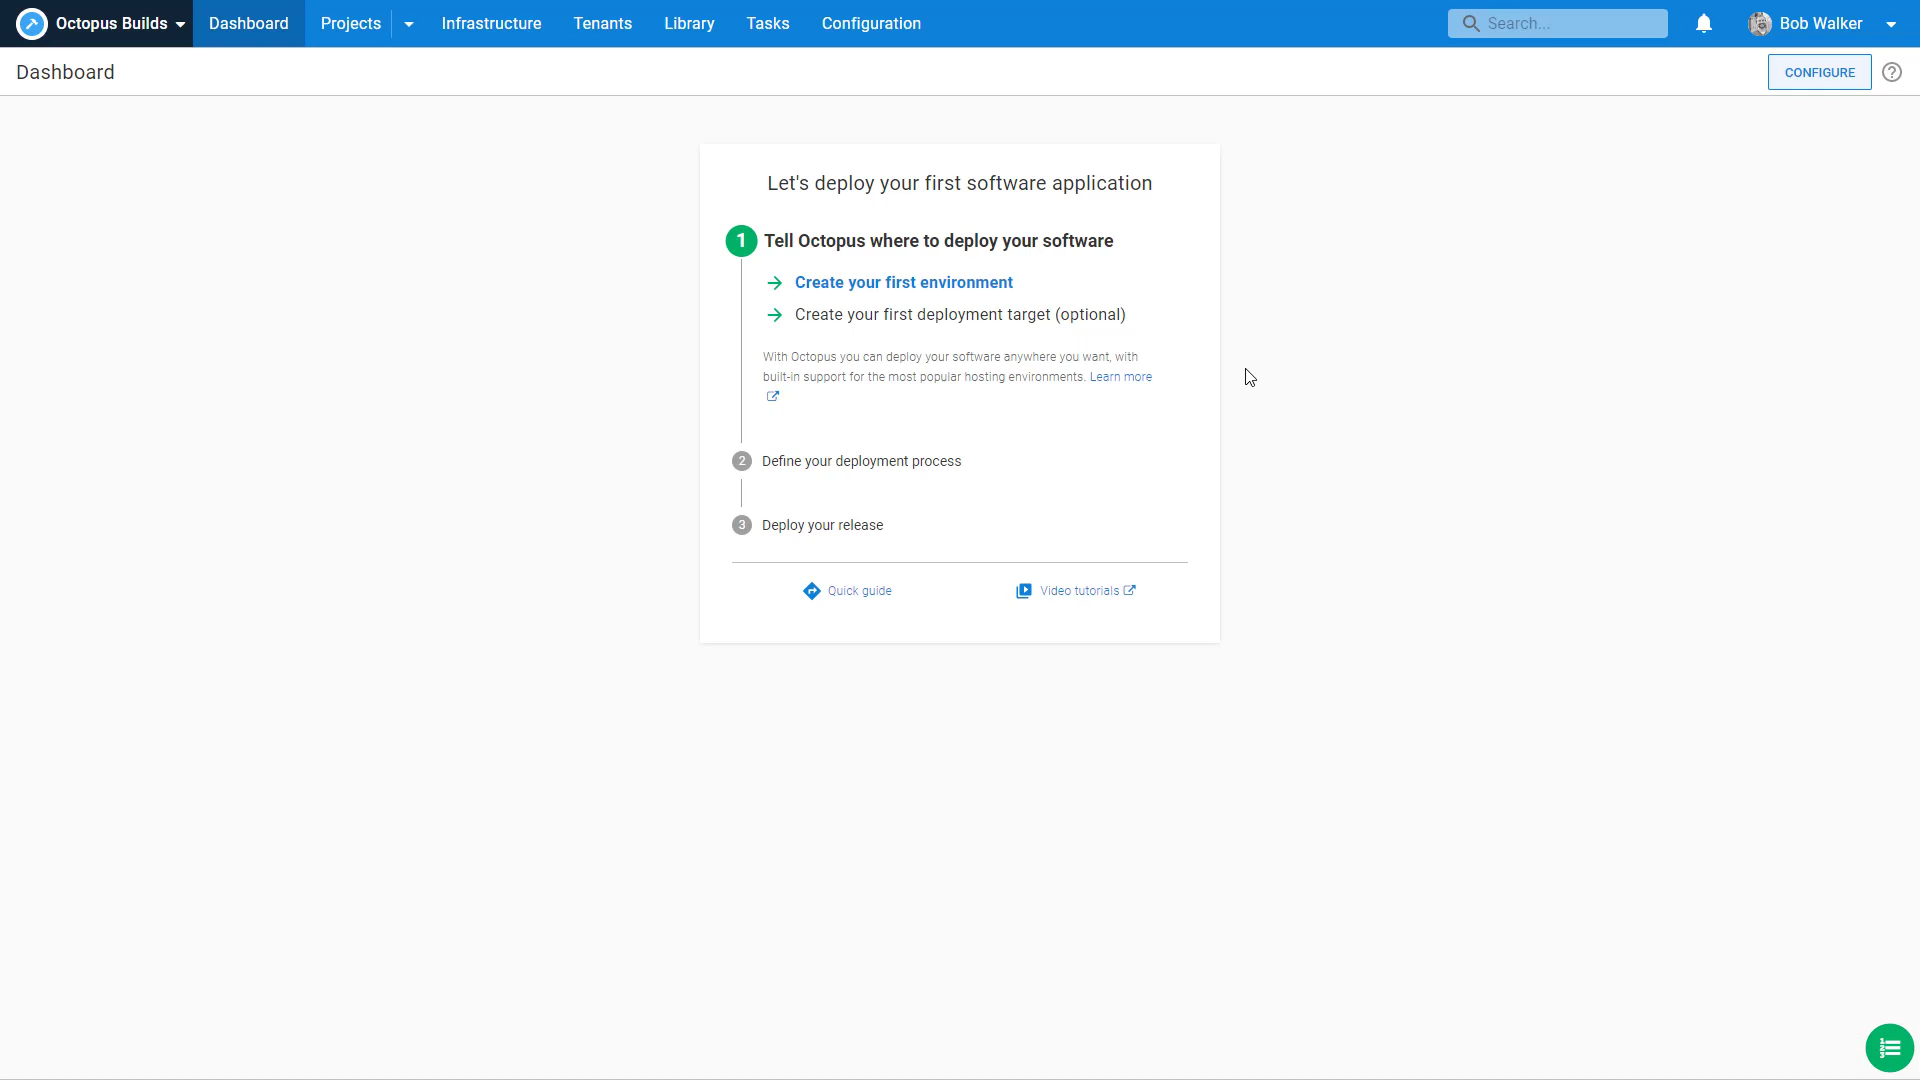 Octopus Builds
Dashboard
Projects
Infrastructure
Tenants
Library
Tasks
Configuration
Search...
Bob Walker
Dashboard
CONFIGURE
Let's deploy your first software application
1 Tell Octopus where to deploy your software
Create your first environment
Create your first deployment target (optional)
With Octopus you can deploy your software anywhere you want, with
built-in support for the most popular hosting environments. Learn more
2 Define your deployment process
3 Deploy your release
Quick guide
Video tutorials